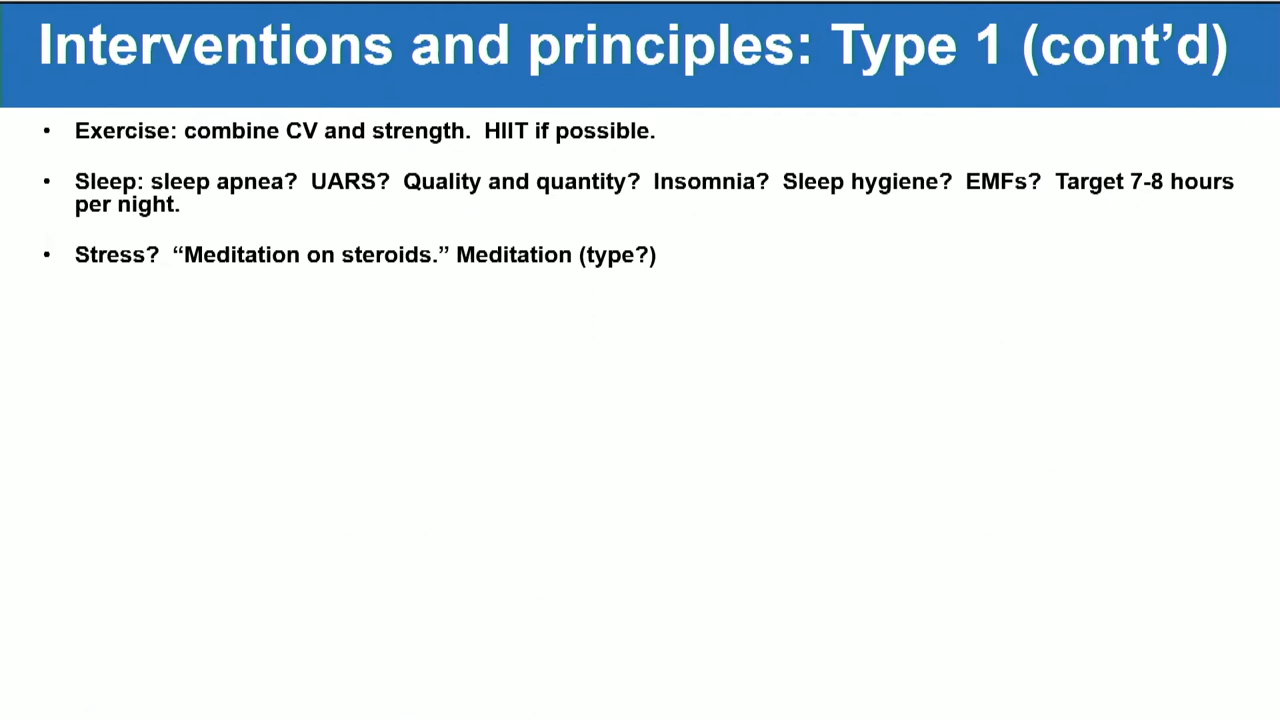 Interventions and principles: Type 1 (cont’d)
• Exercise: combine CV and strength.  HIIT if possible.
• Sleep: sleep apnea?  UARS?  Quality and quantity?  Insomnia?  Sleep hygiene?  EMFs?  Target 7-8 hours
per night.
• Stress?  “Meditation on steroids.” Meditation (type?)